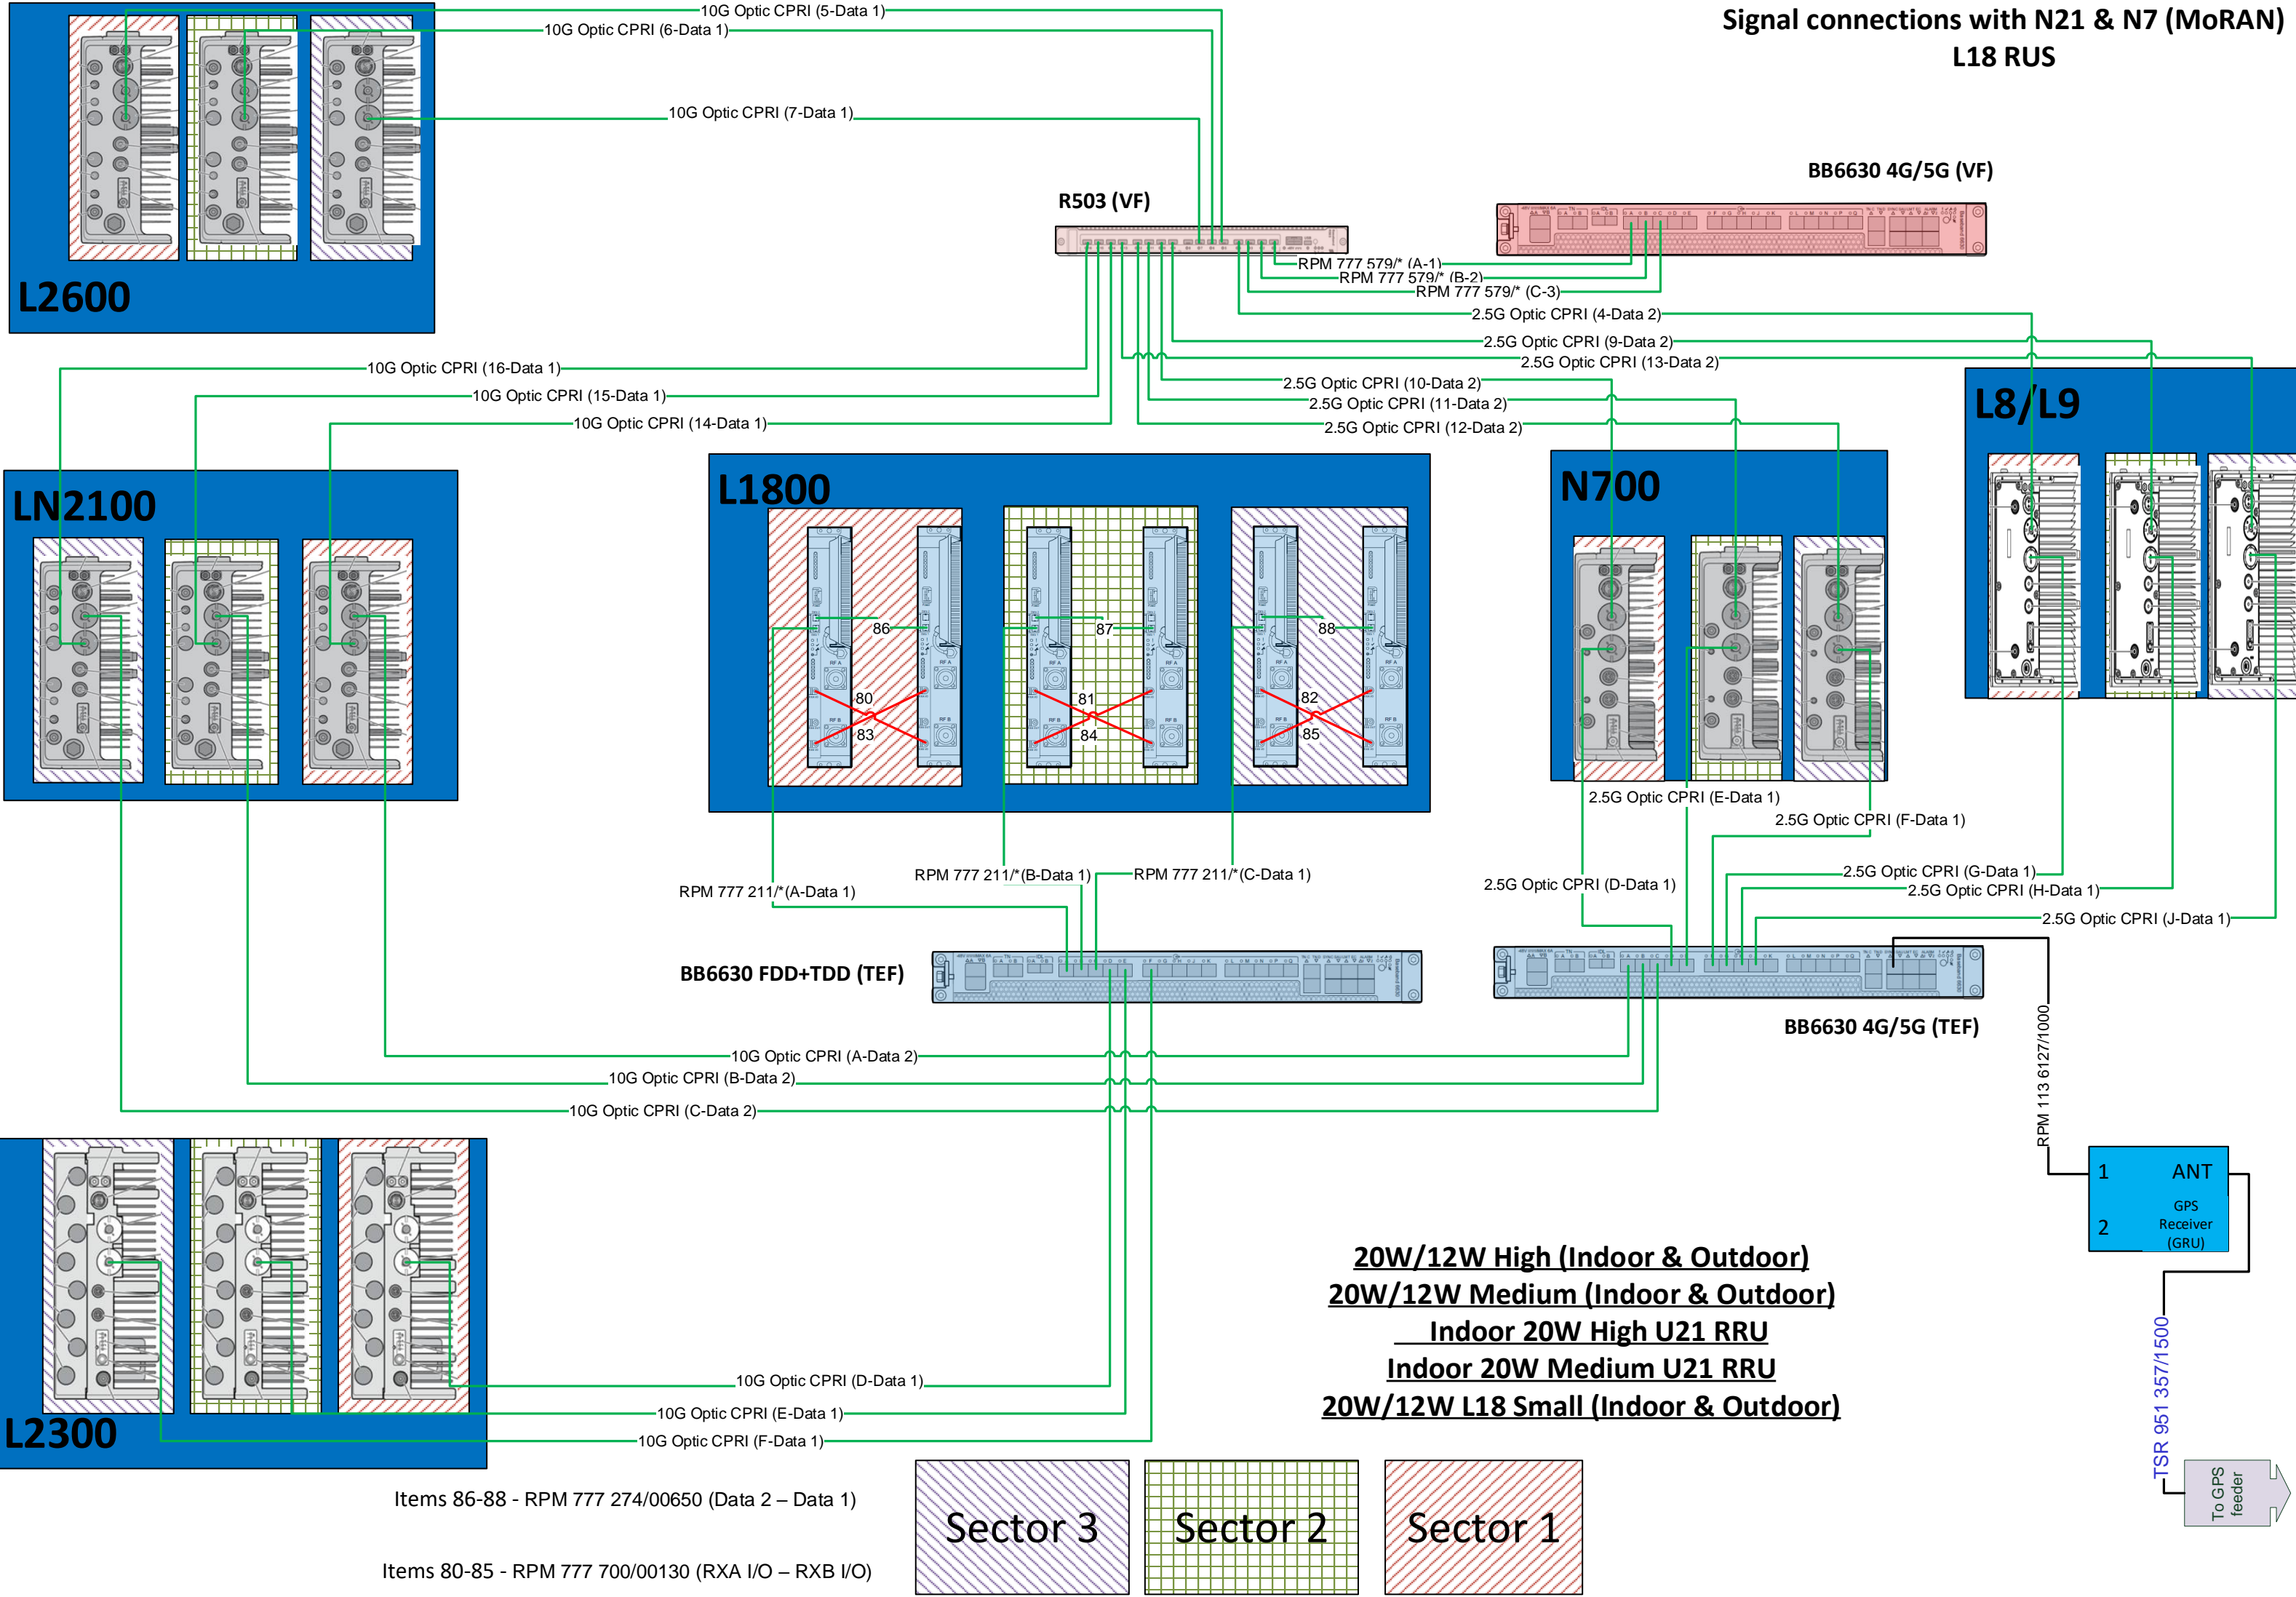 Signal connections with N21 & N7 (MoRAN)
L18 RUS
10G Optic CPRI (5-Data 1)
10G Optic CPRI (6-Data 1)
10G Optic CPRI (7-Data 1)
L2600
R503 (VF)
BB6630 4G/5G (VF)
RPM 777 579/* (A-1)
RPM 777 579/* (B-2)
RPM 777 579/* (C-3)
2.5G Optic CPRI (4-Data 2)
2.5G Optic CPRI (9-Data 2)
2.5G Optic CPRI (13-Data 2)
10G Optic CPRI (16-Data 1)
10G Optic CPRI (15-Data 1)
10G Optic CPRI (14-Data 1)
2.5G Optic CPRI (10-Data 2)
2.5G Optic CPRI (11-Data 2)
2.5G Optic CPRI (12-Data 2)
L8/L9
LN2100
L1800
N700
86
87
88
RF A
RF A
RF A
RF A
RF A
RF A
80
81
82
83
84
85
RF B
RF B
RF B
RF B
RF B
RF B
2.5G Optic CPRI (E-Data 1)
2.5G Optic CPRI (F-Data 1)
RPM 777 211/*(A-Data 1)
RPM 777 211/*(B-Data 1)
RPM 777 211/*(C-Data 1)
2.5G Optic CPRI (D-Data 1)
2.5G Optic CPRI (G-Data 1)
2.5G Optic CPRI (H-Data 1)
2.5G Optic CPRI (J-Data 1)
BB6630 FDD+TDD (TEF)
BB6630 4G/5G (TEF)
10G Optic CPRI (A-Data 2)
10G Optic CPRI (B-Data 2)
10G Optic CPRI (C-Data 2)
RPM 113 6127/1000
1
ANT
2
GPS
Receiver
(GRU)
20W/12W High (Indoor & Outdoor)
20W/12W Medium (Indoor & Outdoor)
Indoor 20W High U21 RRU
Indoor 20W Medium U21 RRU
20W/12W L18 Small (Indoor & Outdoor)
10G Optic CPRI (D-Data 1)
10G Optic CPRI (E-Data 1)
10G Optic CPRI (F-Data 1)
L2300
TSR 951 357/1500
To GPS
feeder
Items 86-88 - RPM 777 274/00650 (Data 2 – Data 1)
Items 80-85 - RPM 777 700/00130 (RXA I/O – RXB I/O)
Sector 3
Sector 2
Sector 1